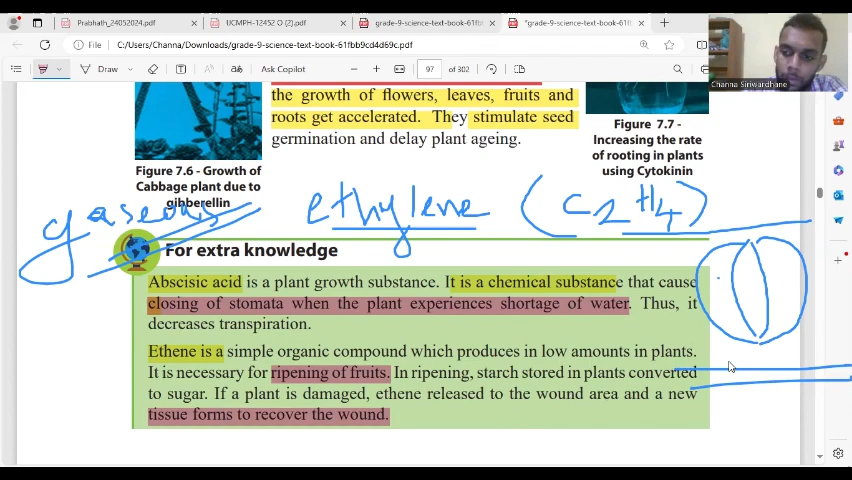 Prabhath_24052024.pdf
IJCMPH-12452 O (2).pdf
grade-9-science-text-book-61fbb9
*grade-9-science-text-book-61fbb
File
C:/Users/Channa/Downloads/grade-9-science-text-book-61fbb9cd4d69c.pdf
Draw
Ask Copilot
97 of 302
Channa Siriwardhane
the growth of flowers, leaves, fruits and
roots get accelerated. They stimulate seed
germination and delay plant ageing.
Figure 7.6 - Growth of
Cabbage plant due to
gibberellin
Figure 7.7 -
Increasing the rate
of rooting in plants
using Cytokinin
gaseous ethylene (C2H4)
For extra knowledge
Abscisic acid is a plant growth substance. It is a chemical substance that cause
closing of stomata when the plant experiences shortage of water. Thus, it
decreases transpiration.
Ethene is a simple organic compound which produces in low amounts in plants.
It is necessary for ripening of fruits. In ripening, starch stored in plants converted
to sugar. If a plant is damaged, ethene released to the wound area and a new
tissue forms to recover the wound.